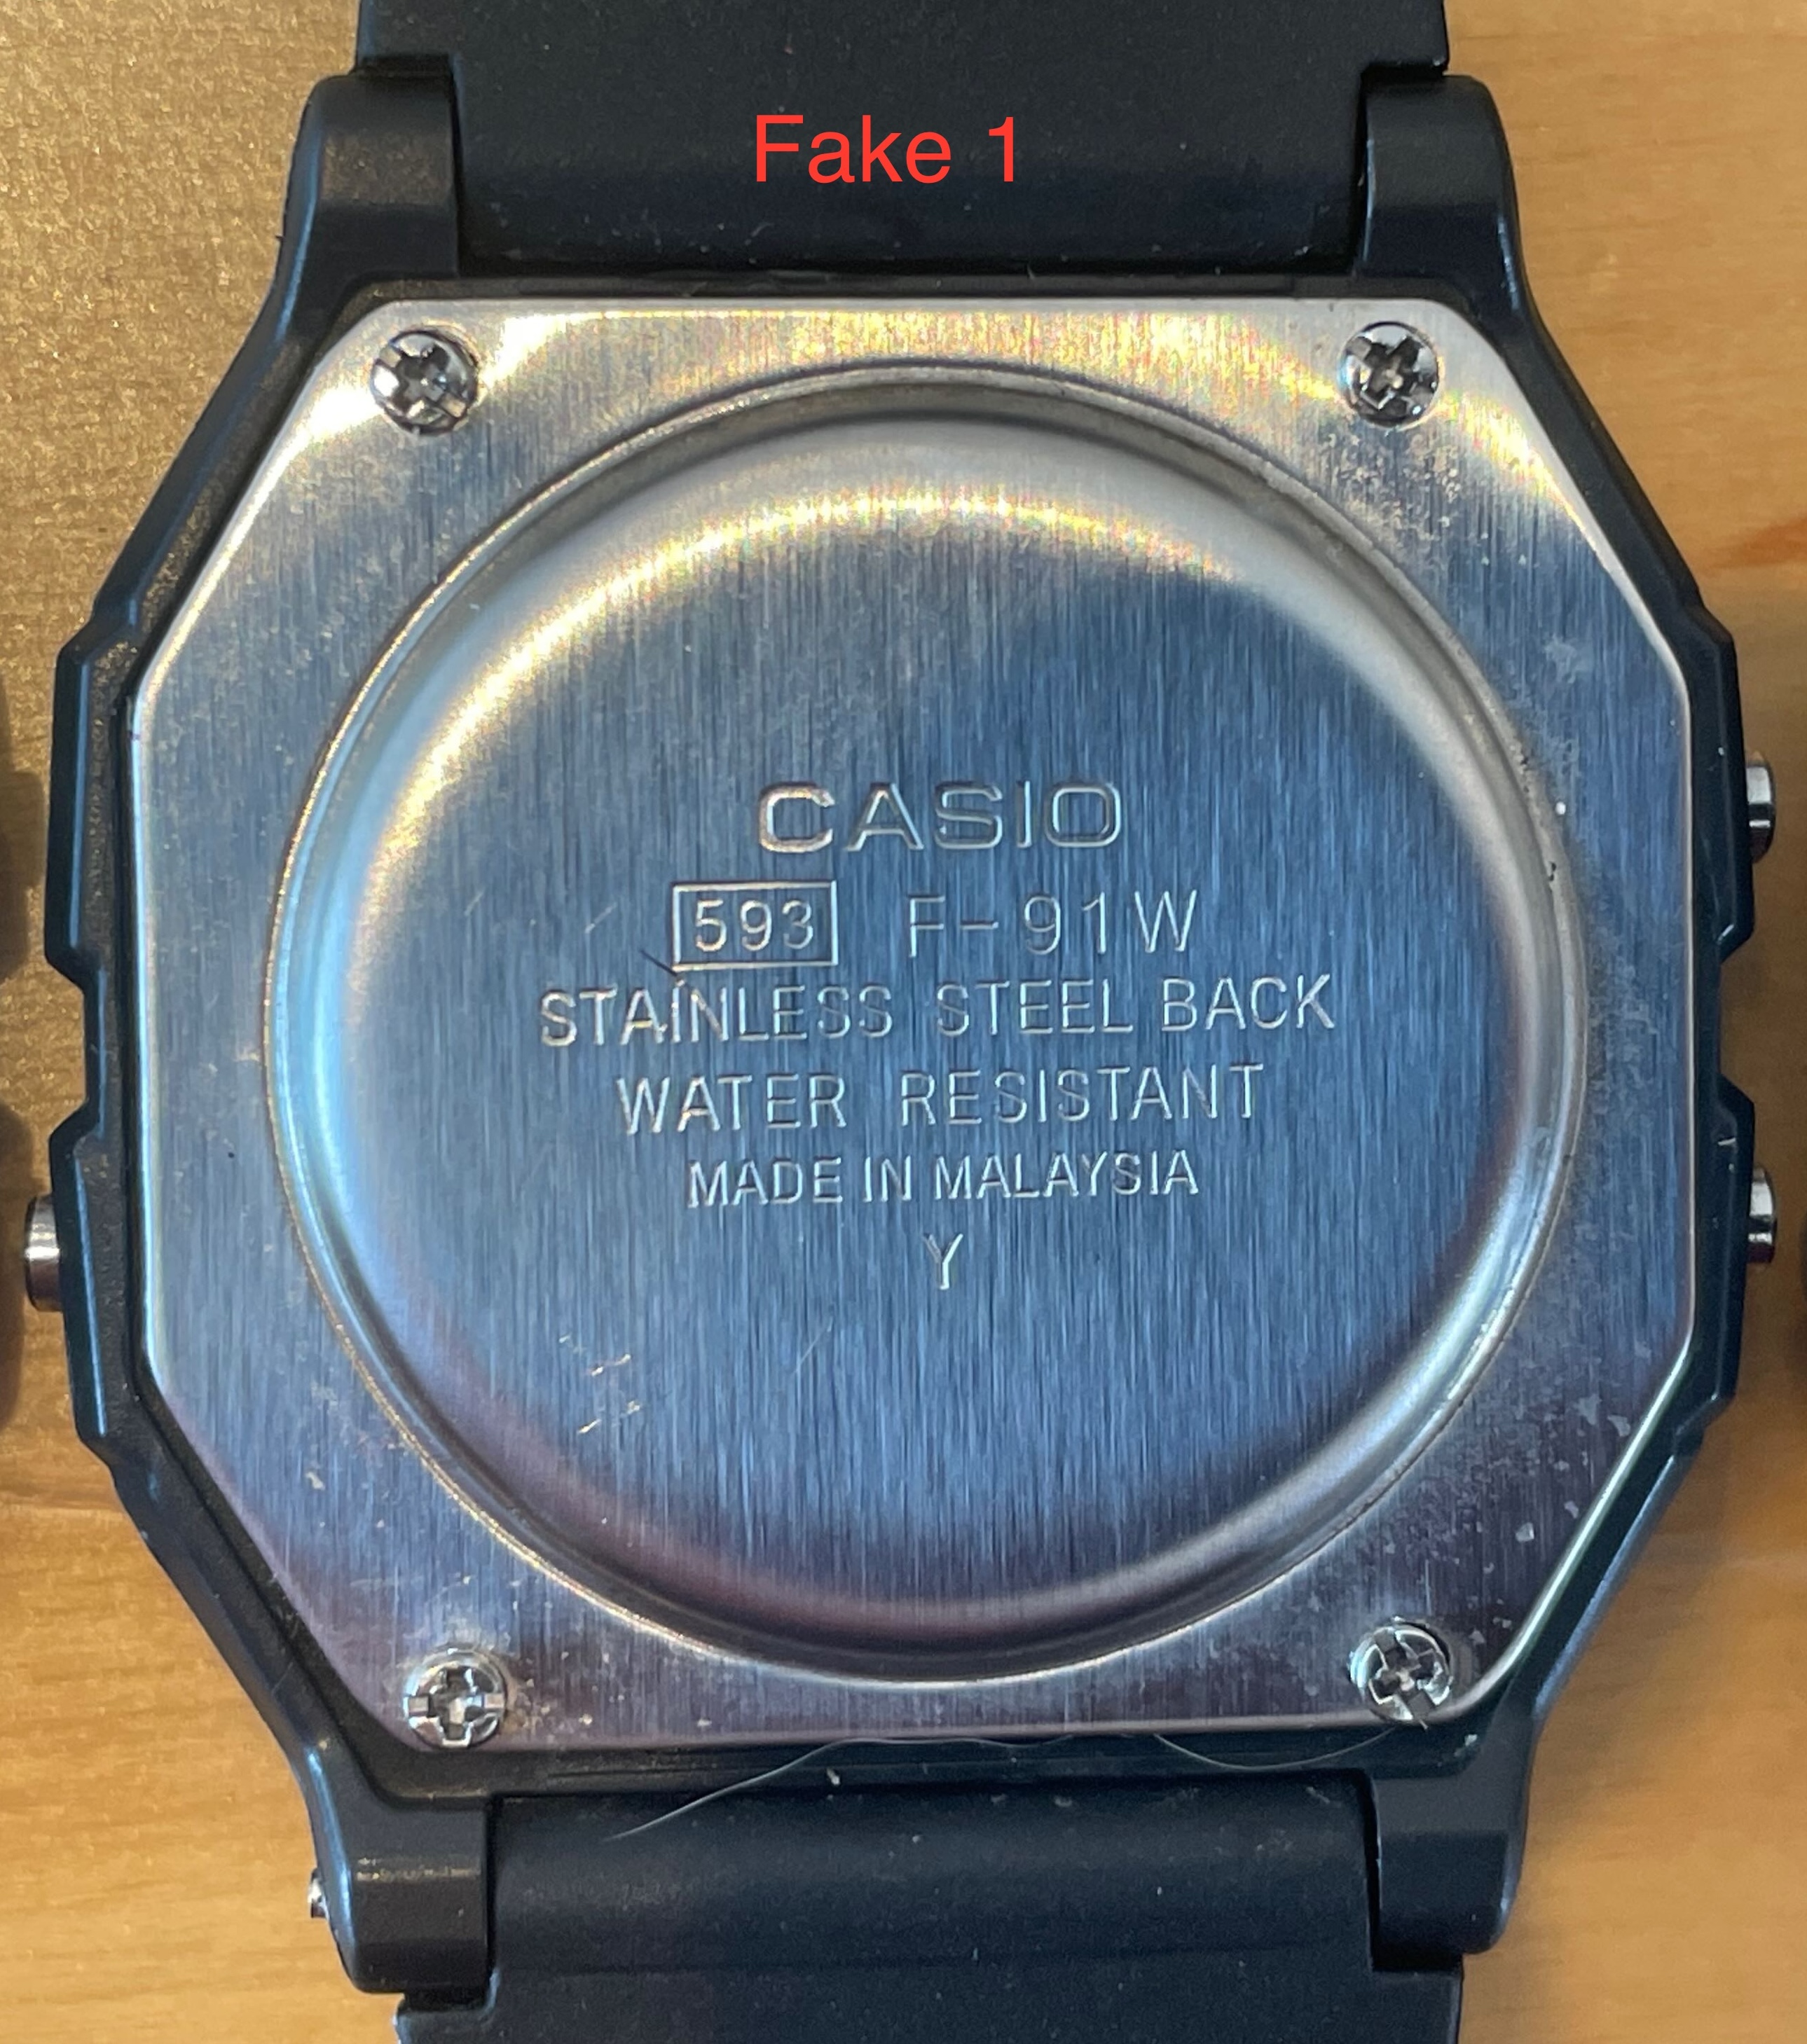 Fake 1
CASIO
593 F-91W
STAINLESS STEEL BACK
WATER RESISTANT
MADE IN MALAYSIA
Y